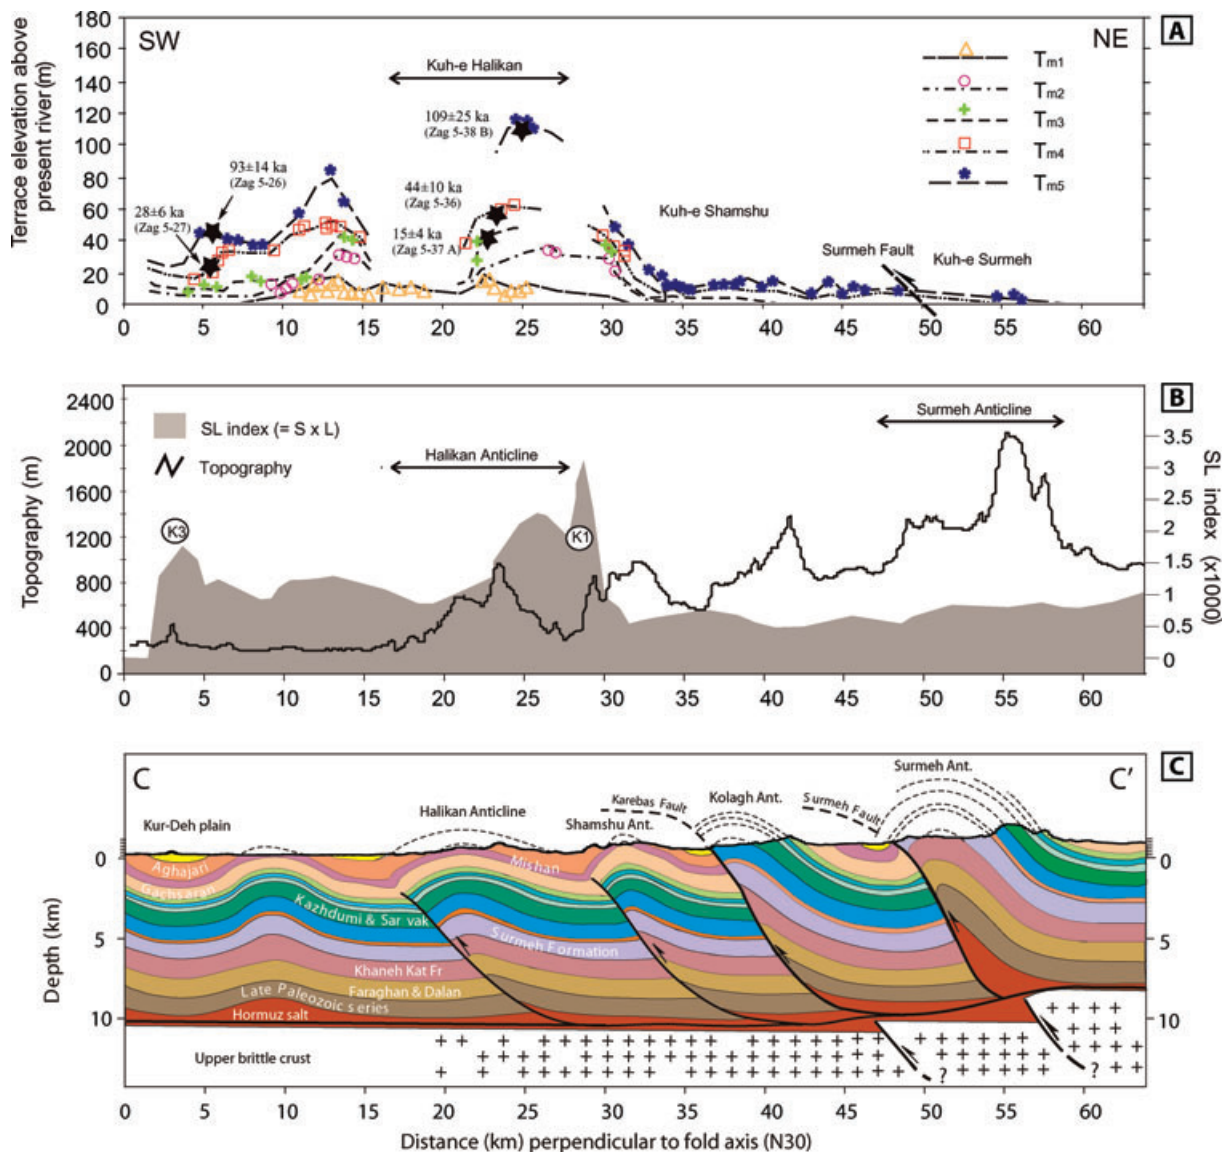 A
SW
NE
Terrace elevation above
present river (m)
180
160
140
120
100
80
60
40
20
0
Kuh-e Halikan
109±25 ka
(Zag 5-38 B)
93±14 ka
(Zag 5-26)
28±6 ka
(Zag 5-27)
44±10 ka
(Zag 5-36)
15±4 ka
(Zag 5-37 A)
Kuh-e Shamshu
Surmeh Fault
Kuh-e Surmeh
Tm1
Tm2
Tm3
Tm4
Tm5
0 5 10 15 20 25 30 35 40 45 50 55 60
B
Topography (m)
2400
2000
1600
1200
800
400
0
SL index (= S x L)
Topography
Halikan Anticline
Surmeh Anticline
K3
K1
3.5
3
2.5
2
1.5
1
0.5
0
SL index (x1000)
0 5 10 15 20 25 30 35 40 45 50 55 60
C
C
C'
Depth (km)
0
5
10
Kur-Deh plain
Halikan Anticline
Shamshu Ant.
Karebas Fault
Kolagh Ant.
Surmeh Fault
Surmeh Ant.
Aghajari
Mishan
Gachsaran
Kazhdumi & Sar vak
Surmeh Formation
Khaneh Kat Fr
Faraghan & Dalan
Late Paleozoic series
Hormuz salt
Upper brittle crust
?
?
0
5
10
0 5 10 15 20 25 30 35 40 45 50 55 60
Distance (km) perpendicular to fold axis (N30)